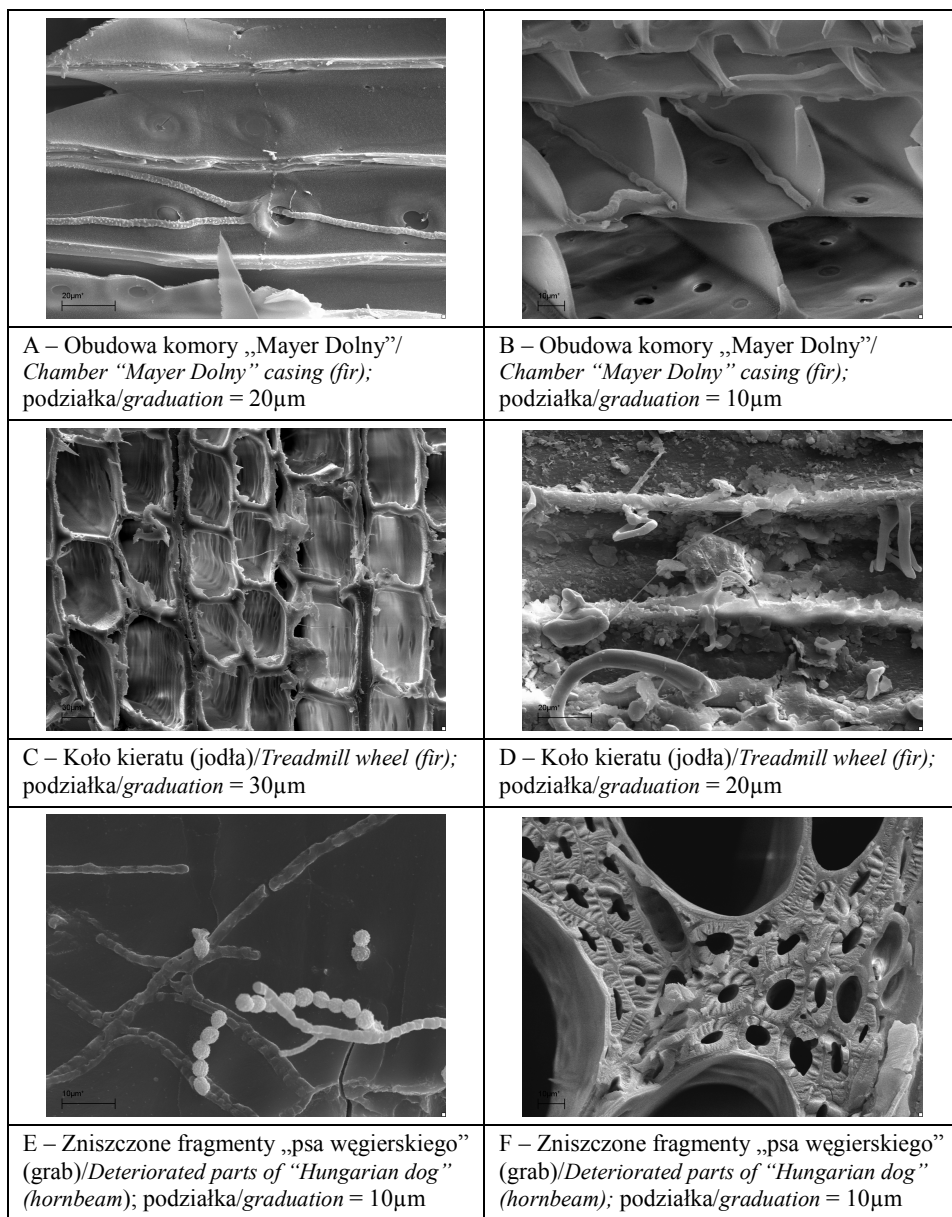 20µm'
10µm'
A – Obudowa komory „Mayer Dolny”/
Chamber “Mayer Dolny” casing (fir);
podziałka/graduation = 20µm
B – Obudowa komory „Mayer Dolny”/
Chamber “Mayer Dolny” casing (fir);
podziałka/graduation = 10µm
20µm'
20µm'
C – Koło kieratu (jodła)/Treadmill wheel (fir);
podziałka/graduation = 30µm
D – Koło kieratu (jodła)/Treadmill wheel (fir);
podziałka/graduation = 20µm
10µm'
10µm'
E – Zniszczone fragmenty „psa węgierskiego”
(grab)/Deteriorated parts of “Hungarian dog”
(hornbeam); podziałka/graduation = 10µm
F – Zniszczone fragmenty „psa węgierskiego”
(grab)/Deteriorated parts of “Hungarian dog”
(hornbeam); podziałka/graduation = 10µm